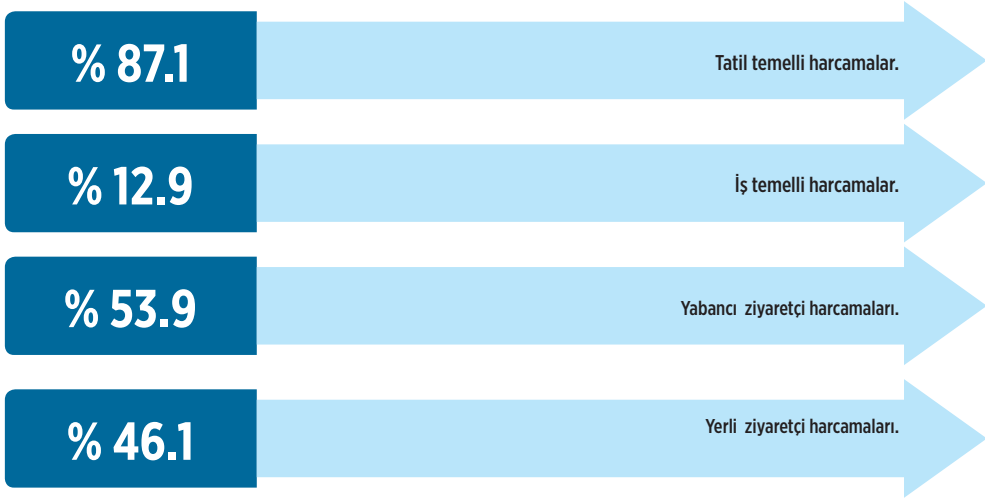 % 87.1
Tatil temelli harcamalar.
% 12.9
İş temelli harcamalar.
% 53.9
Yabancı ziyaretçi harcamaları.
% 46.1
Yerli ziyaretçi harcamaları.